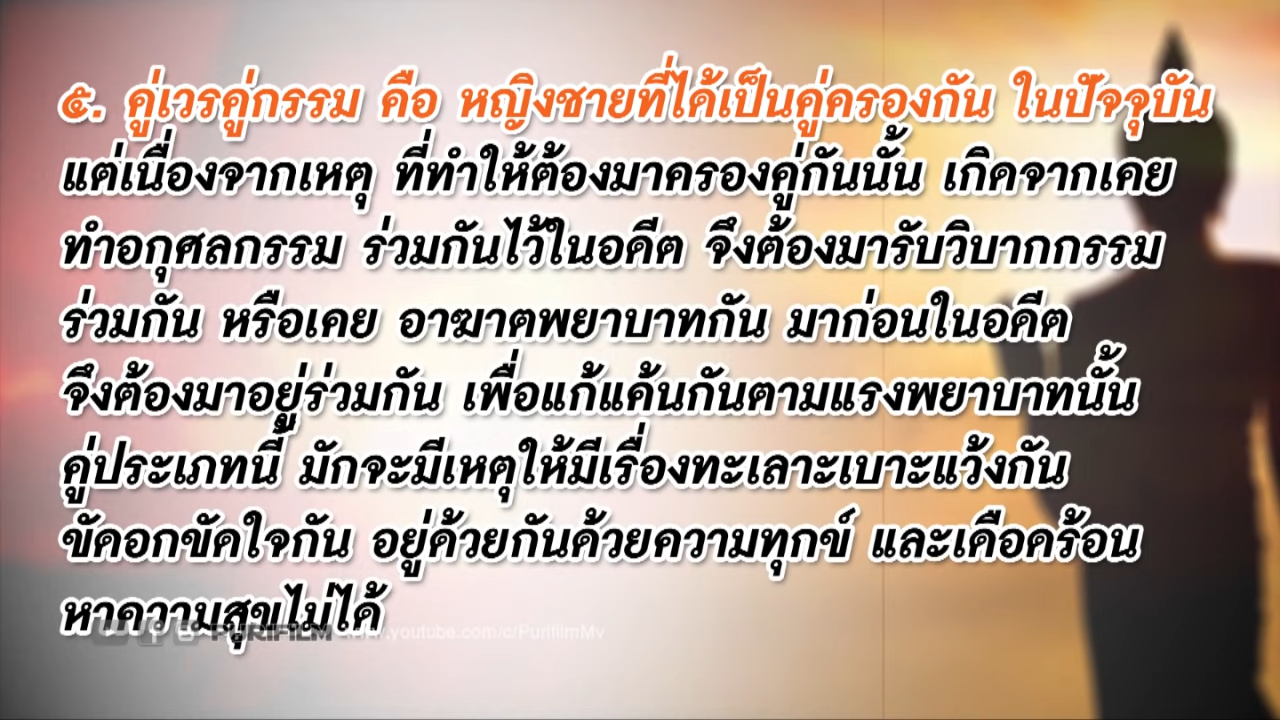 ๕. คู่เวรคู่กรรม คือ หญิงชายที่ได้เป็นคู่ครองกัน ในปัจจุบัน
แต่เนื่องจากเหตุ ที่ทำให้ต้องมาครองคู่กันนั้น เกิดจากเคย
ทำอกุศลกรรม ร่วมกันไว้ในอดีต จึงต้องมารับวิบากกรรม
ร่วมกัน หรือเคย อาฆาตพยาบาทกัน มาก่อนในอดีต
จึงต้องมาอยู่ร่วมกัน เพื่อแก้แค้นกันตามแรงพยาบาทนั้น
คู่ประเภทนี้ มักจะมีเหตุให้มีเรื่องทะเลาะเบาะแว้งกัน
ขัดอกขัดใจกัน อยู่ด้วยกันด้วยความทุกข์ และเดือดร้อน
หาความสุขไม่ได้
PURIFILM www.youtube.com/c/PurifilmMv